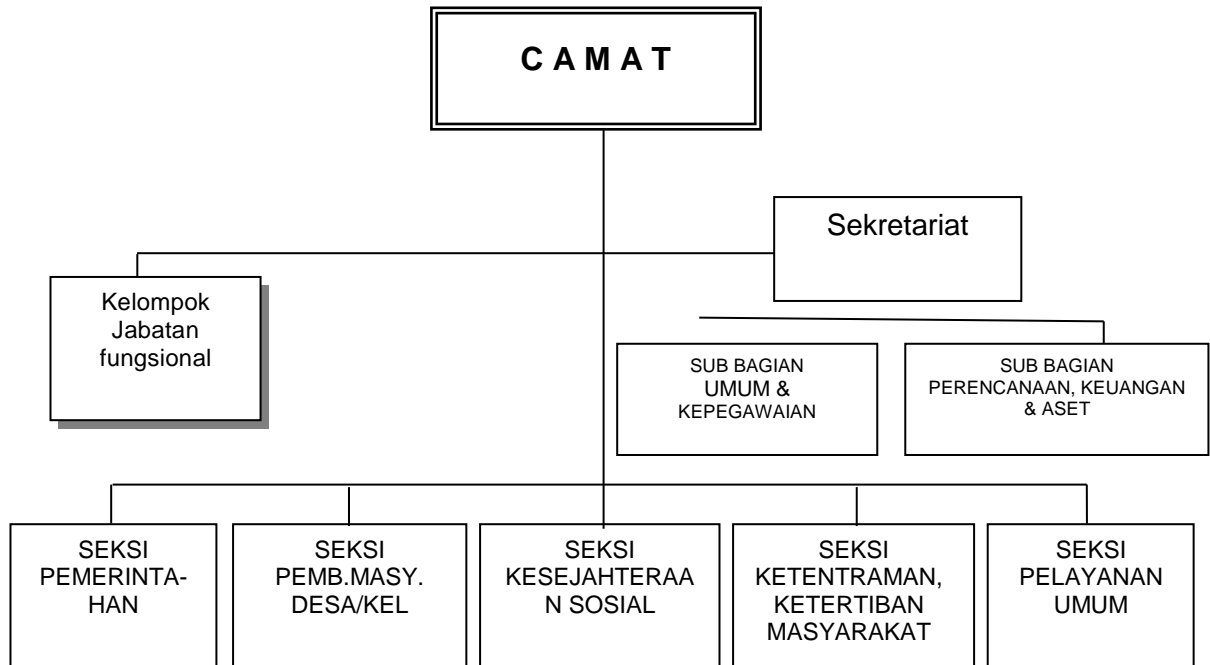 C A M A T
Sekretariat
Kelompok
Jabatan
fungsional
SUB BAGIAN
UMUM &
KEPEGAWAIAN
SUB BAGIAN
PERENCANAAN, KEUANGAN
& ASET
SEKSI
PEMERINTA-
HAN
SEKSI
PEMB.MASY.
DESA/KEL
SEKSI
KESEJAHTERAA
N SOSIAL
SEKSI
KETENTRAMAN,
KETERTIBAN
MASYARAKAT
SEKSI
PELAYANAN
UMUM